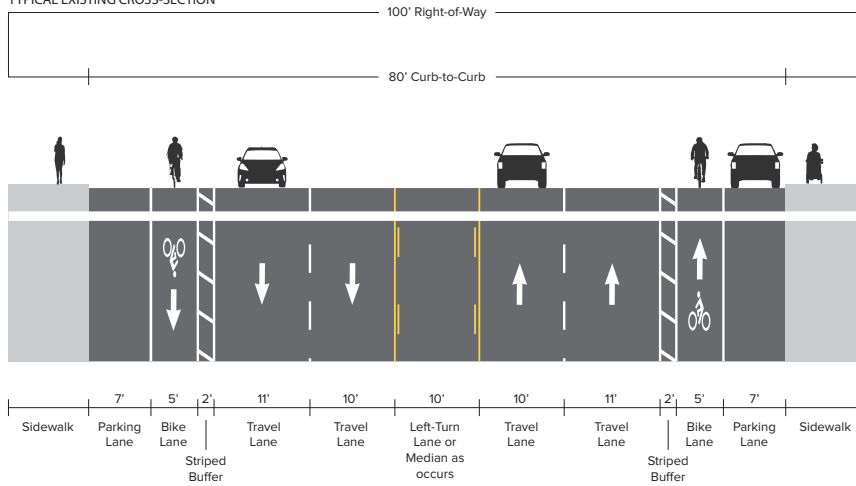 TYPICAL EXISTING CROSS-SECTION
100' Right-of-Way
80' Curb-to-Curb
7' 5' 2' 11' 10' 10' 10' 11' 2' 5' 7'
Sidewalk
Parking
Lane
Bike
Lane
Striped
Buffer
Travel
Lane
Travel
Lane
Left-Turn
Lane or
Median as
occurs
Travel
Lane
Travel
Lane
Striped
Buffer
Bike
Lane
Parking
Lane
Sidewalk